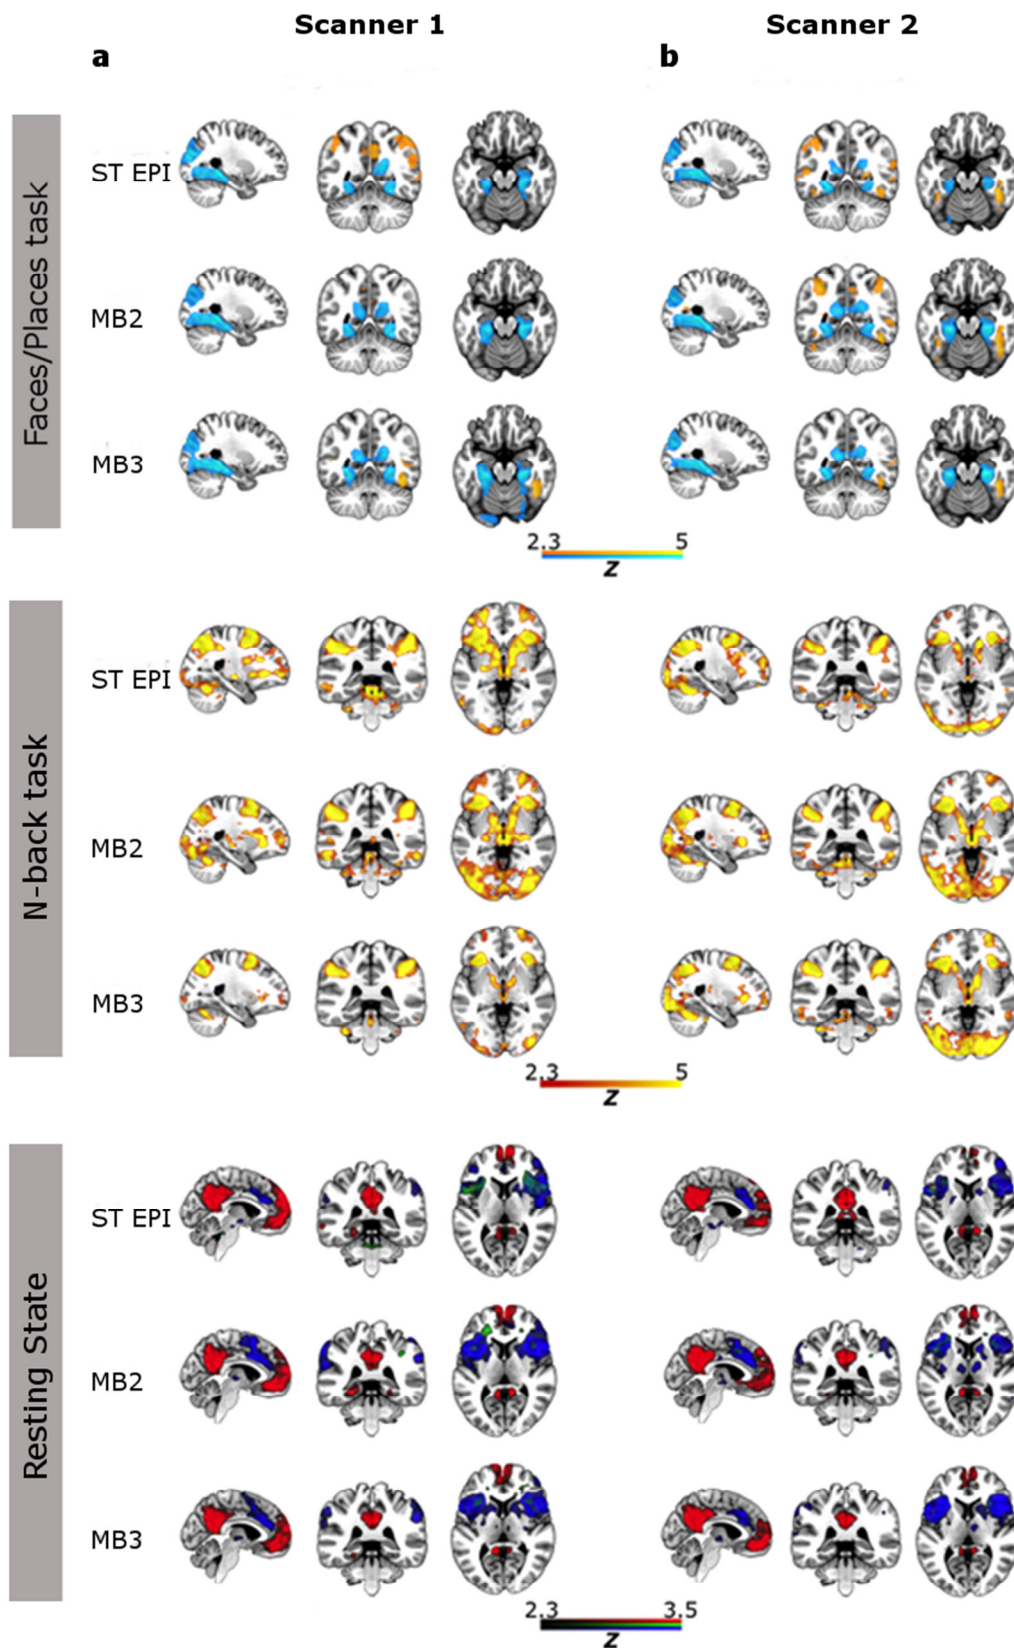 Scanner 1
Scanner 2
a
b
Faces/Places task
ST EPI
MB2
MB3
2.3
5
z
N-back task
ST EPI
MB2
MB3
2.3
5
z
Resting State
ST EPI
MB2
MB3
2.3
3.5
z